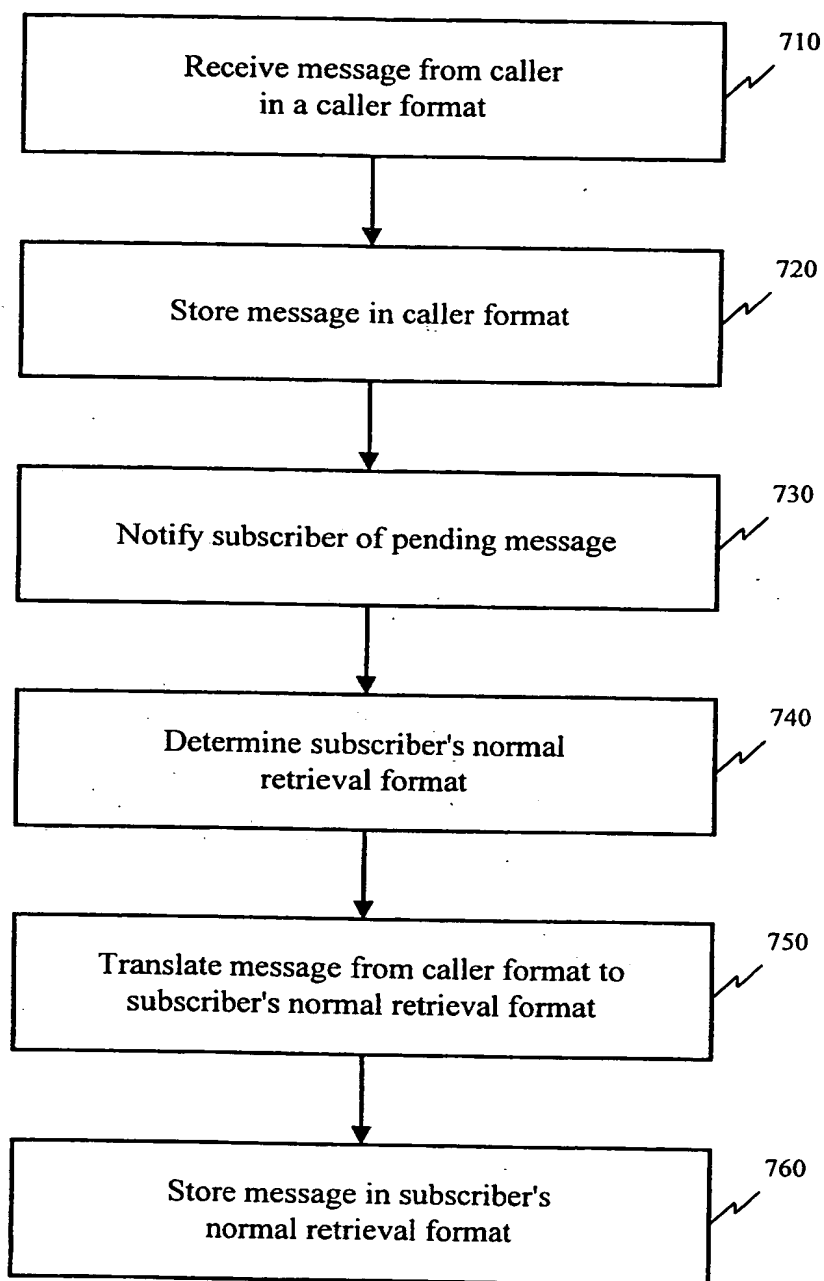 710
Receive message from caller
in a caller format
720
Store message in caller format
730
Notify subscriber of pending message
740
Determine subscriber's normal
retrieval format
750
Translate message from caller format to
subscriber's normal retrieval format
760
Store message in subscriber's
normal retrieval format